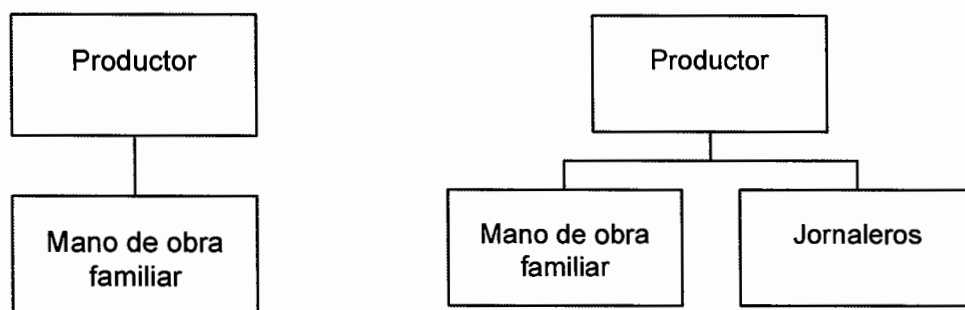 Productor
Mano de obra
familiar
Productor
Mano de obra
familiar
Jornaleros